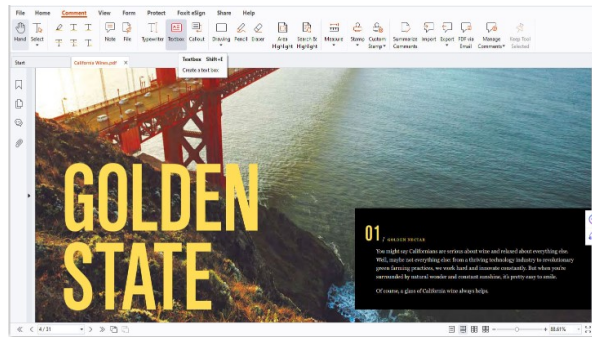 File Home Comment View Form Protect Foxit eSign Share Help
Hand Select Note File Typewriter Textbox Callout Drawing Pencil Eraser Area Highlight Search & Highlight Measure Stamp Custom Stamp Summarize Comments Import Export FDF via Email Manage Comments Keep Tool Selected
Start California Wines.pdf
Textbox Shift+E
Create a text box
GOLDEN
STATE
01 / GOLDEN NECTAR
You might say Californians are serious about wine and relaxed about everything else.
Well, maybe not everything else: from a thriving technology industry to revolutionary
green farming practices, we work hard and innovate constantly. But when you're
surrounded by natural wonder and constant sunshine, it's pretty easy to smile.
Of course, a glass of California wine always helps.
4 / 31